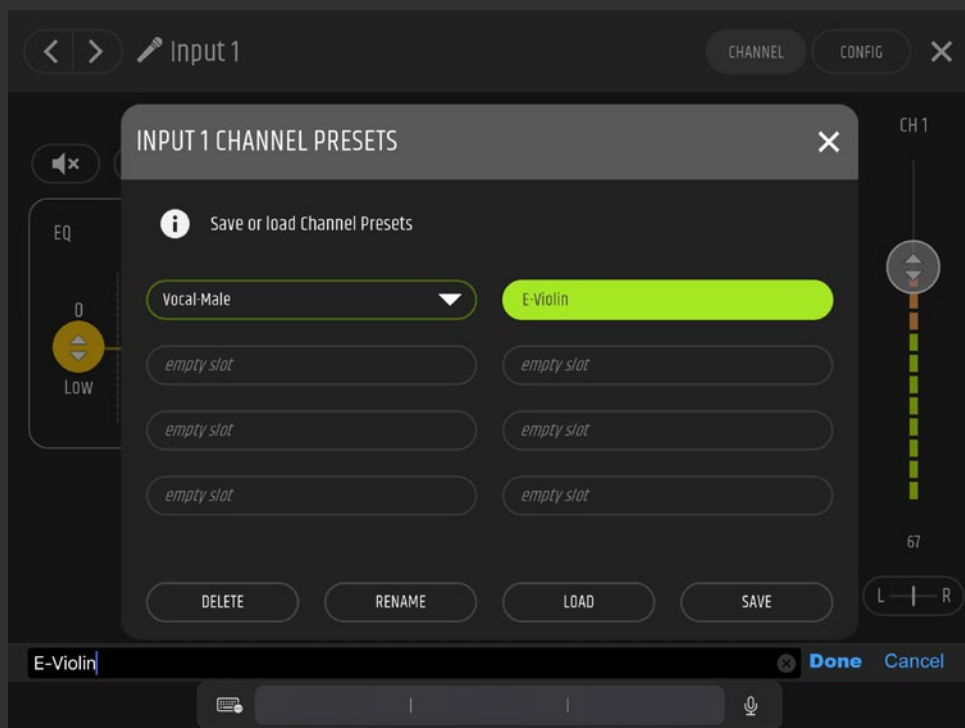 Input 1
CHANNEL
CONFIG
INPUT 1 CHANNEL PRESETS
CH 1
i Save or load Channel Presets
EQ
0
Low
Vocal-Male
E-Violin
empty slot
empty slot
empty slot
empty slot
empty slot
empty slot
67
DELETE
RENAME
LOAD
SAVE
L R
E-Violin
Done
Cancel